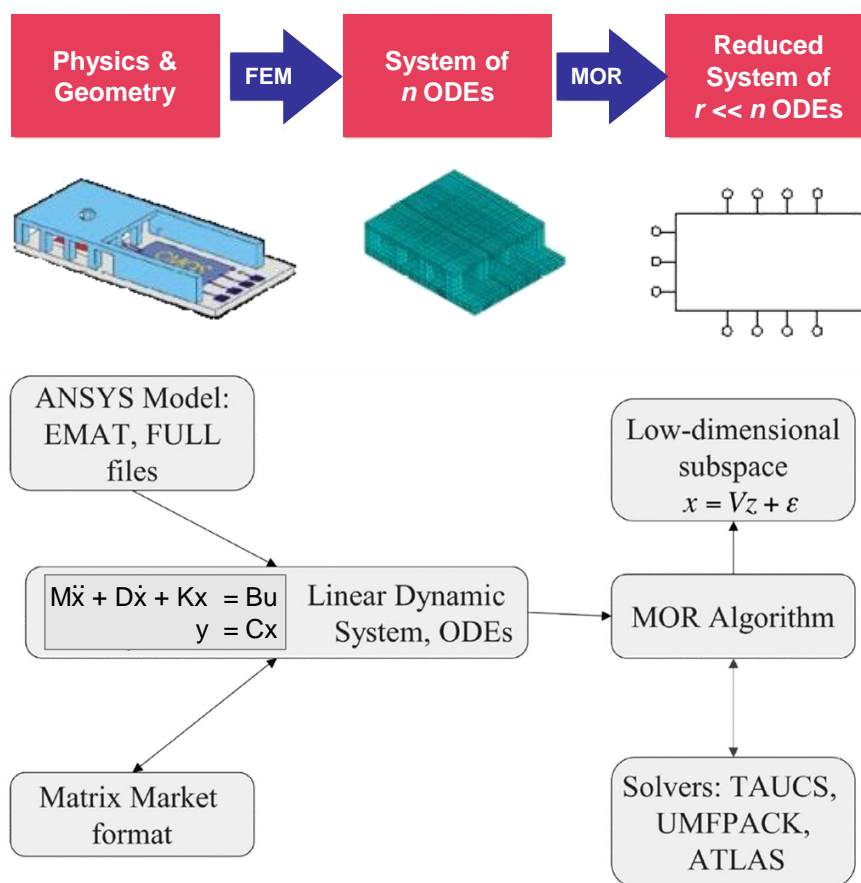 Physics &
Geometry
FEM
System of
n ODEs
MOR
Reduced
System of
r << n ODEs
CMOS
ANSYS Model:
EMAT, FULL
files
Low-dimensional
subspace
x = Vz + ε
Mẍ + Dẋ + Kx = Bu
y = Cx
Linear Dynamic
System, ODEs
MOR Algorithm
Matrix Market
format
Solvers: TAUCS,
UMFPACK,
ATLAS